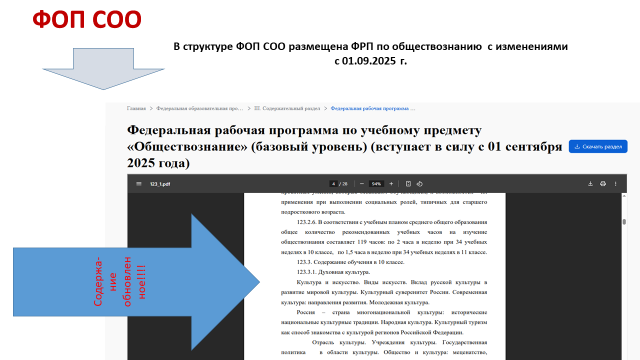 ФОП СОО
В структуре ФОП СОО размещена ФРП по обществознанию с изменениями
с 01.09.2025 г.
Главная > Федеральная образовательная про... > III. Содержательный раздел > Федеральная рабочая программа ...
Федеральная рабочая программа по учебному предмету
«Обществознание» (базовый уровень) (вступает в силу с 01 сентября
2025 года)
Скачать раздел
123_1.pdf
4 / 28
94%
применения при выполнении социальных ролей, типичных для старшего
подросткового возраста.
123.2.6. В соответствии с учебным планом среднего общего образования
общее количество рекомендованных учебных часов на изучение
обществознания составляет 119 часов: по 2 часа в неделю при 34 учебных
неделях в 10 классе, по 1,5 часа в неделю при 34 учебных неделях в 11 классе.
123.3. Содержание обучения в 10 классе.
123.3.1. Духовная культура.
Культура и искусство. Виды искусств. Вклад русской культуры в
развитие мировой культуры. Культурный суверенитет России. Современная
культура: направления развития. Молодежная культура.
Россия – страна многонациональной культуры: исторические
национальные культурные традиции. Народная культура. Культурный туризм
как способ знакомства с культурой регионов Российской Федерации.
Отрасль культуры. Учреждения культуры. Государственная
политика в области культуры. Общество и культура: меценатство,
Содержа-
ние
обновлен
ное!!!!